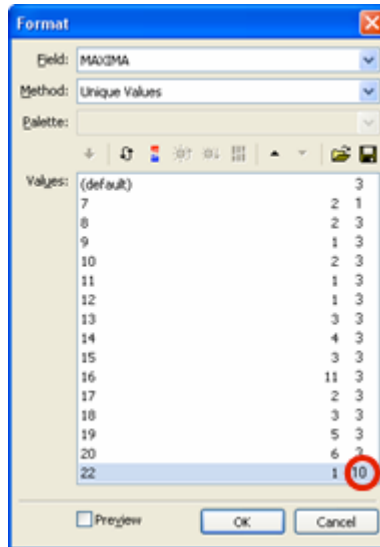 Format
Field: MAXIMA
Method: Unique Values
Palette:
Values: (default) 3
7 2 1
8 2 3
9 1 3
10 2 3
11 1 3
12 1 3
13 3 3
14 4 3
15 3 3
16 11 3
17 2 3
18 3 3
19 5 3
20 6 3
22 1 10
Preview OK Cancel